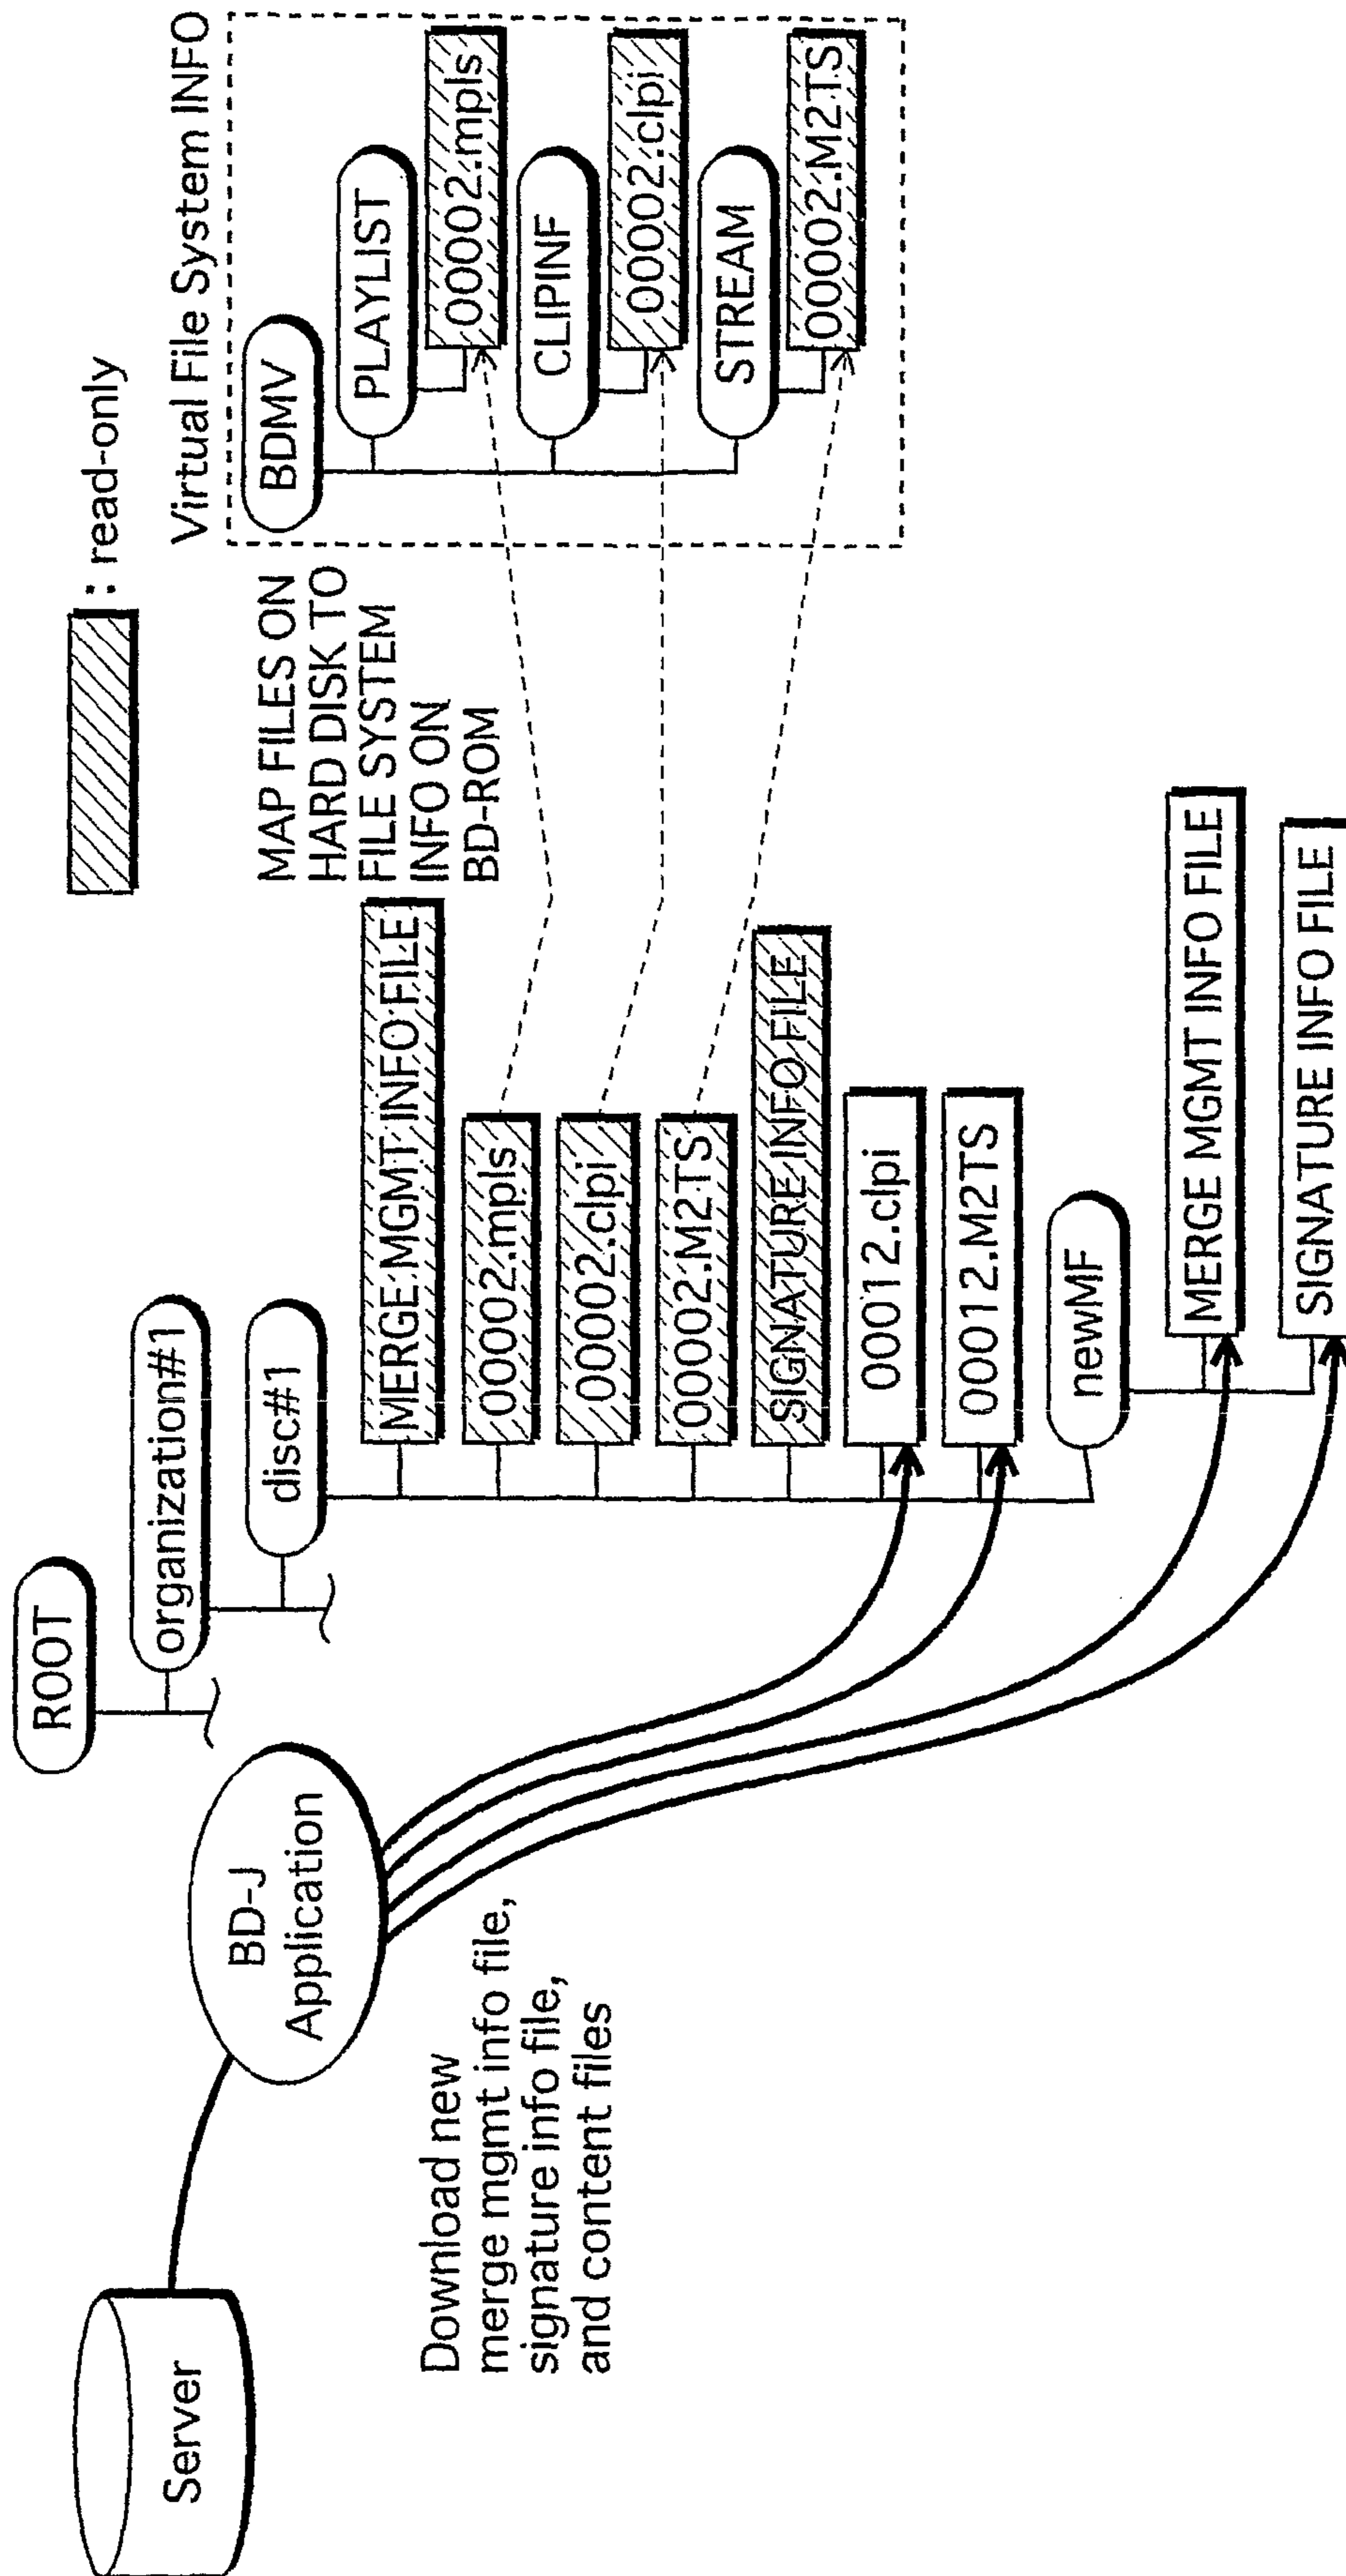 : read-only
Virtual File System INFO
BDMV
PLAYLIST
00002.mpls
CLIPINF
00002.clpi
STREAM
00002.M2TS
MAP FILES ON
HARD DISK TO
FILE SYSTEM
INFO ON
BD-ROM
ROOT
organization#1
disc#1
MERGE MGMT INFO FILE
00002.mpls
00002.clpi
00002.M2TS
SIGNATURE INFO FILE
00012.clpi
00012.M2TS
newMF
MERGE MGMT INFO FILE
SIGNATURE INFO FILE
Server
BD-J
Application
Download new
merge mgmt info file,
signature info file,
and content files